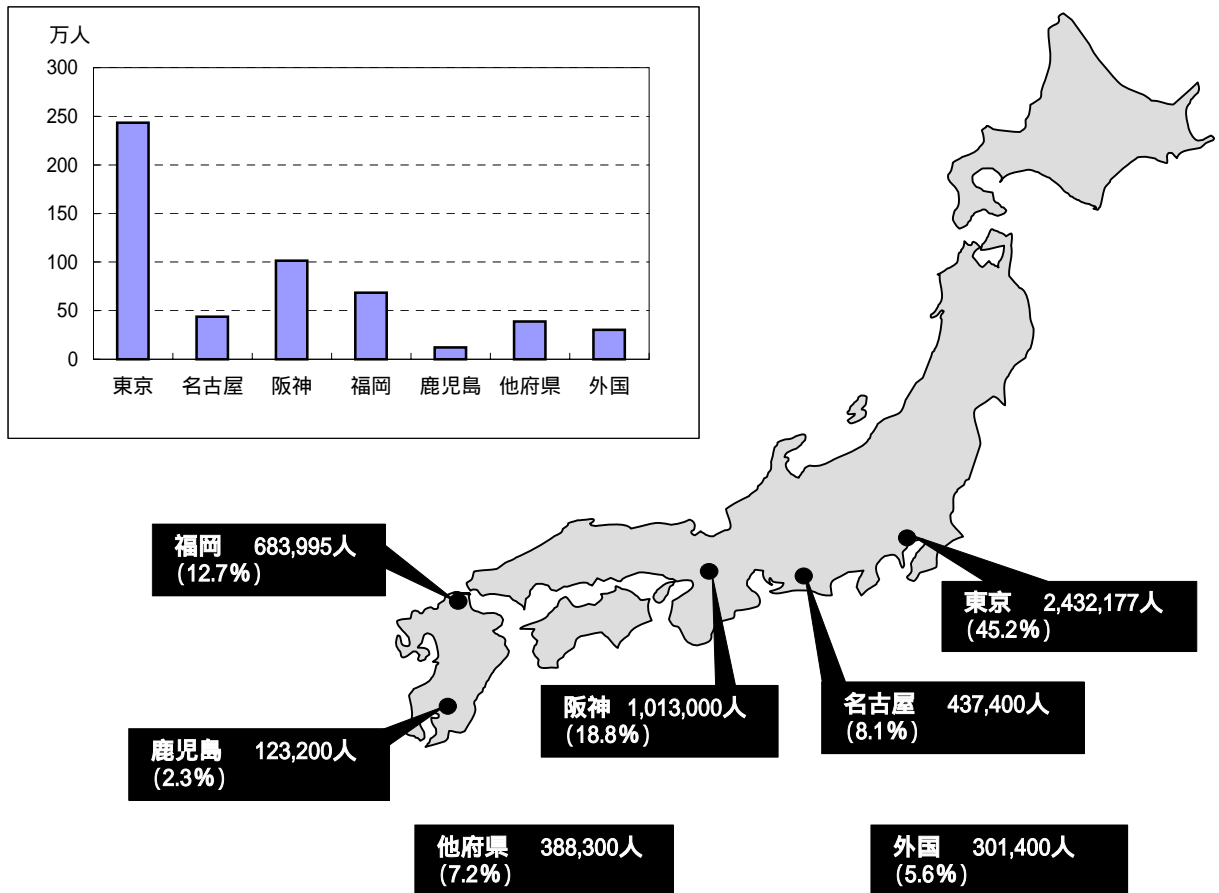 万人
300
250
200
150
100
50
0
東京 名古屋 阪神 福岡 鹿児島 他府県 外国
福岡 683,995人
(12.7%)
東京 2,432,177人
(45.2%)
阪神 1,013,000人
(18.8%)
名古屋 437,400人
(8.1%)
鹿児島 123,200人
(2.3%)
他府県 388,300人
(7.2%)
外国 301,400人
(5.6%)